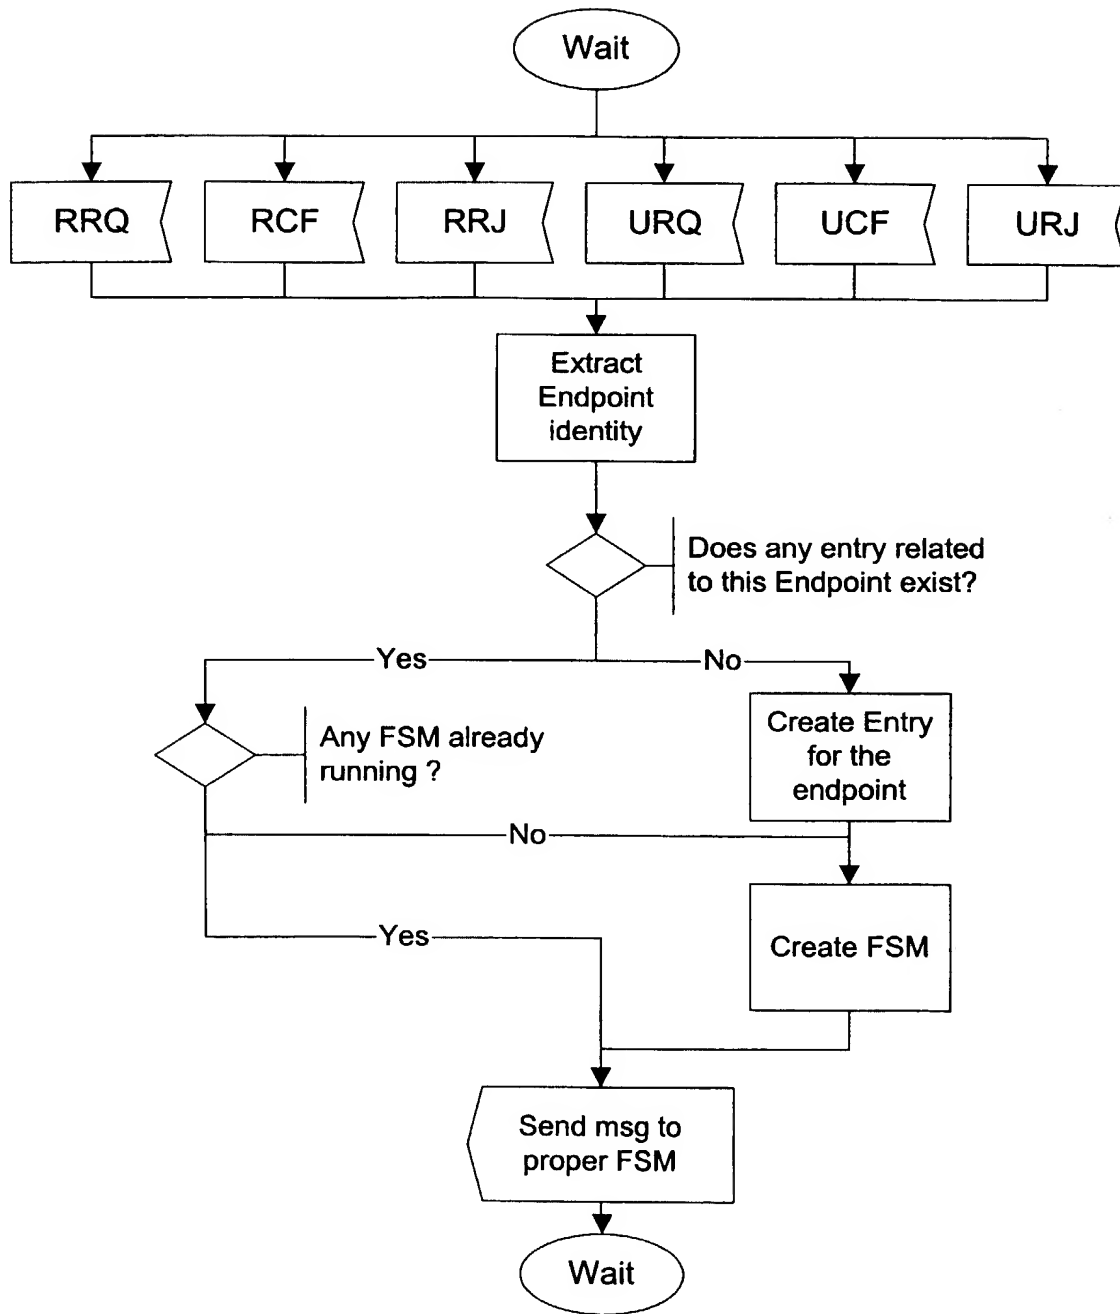 Wait
RRQ
RCF
RRJ
URQ
UCF
URJ
Extract
Endpoint
identity
Does any entry related
to this Endpoint exist?
Yes
No
Any FSM already
running ?
Create Entry
for the
endpoint
No
Yes
Create FSM
Send msg to
proper FSM
Wait